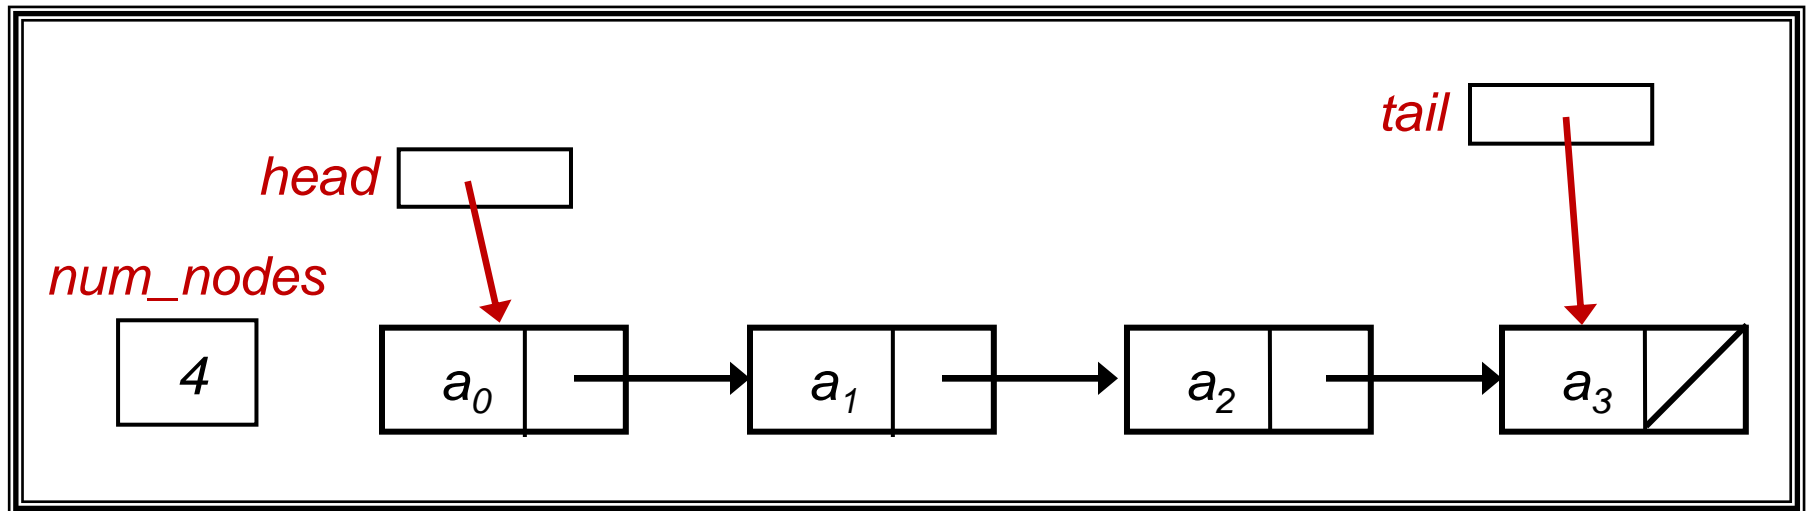 tail
head
num_nodes
4
a₀
a₁
a₂
a₃